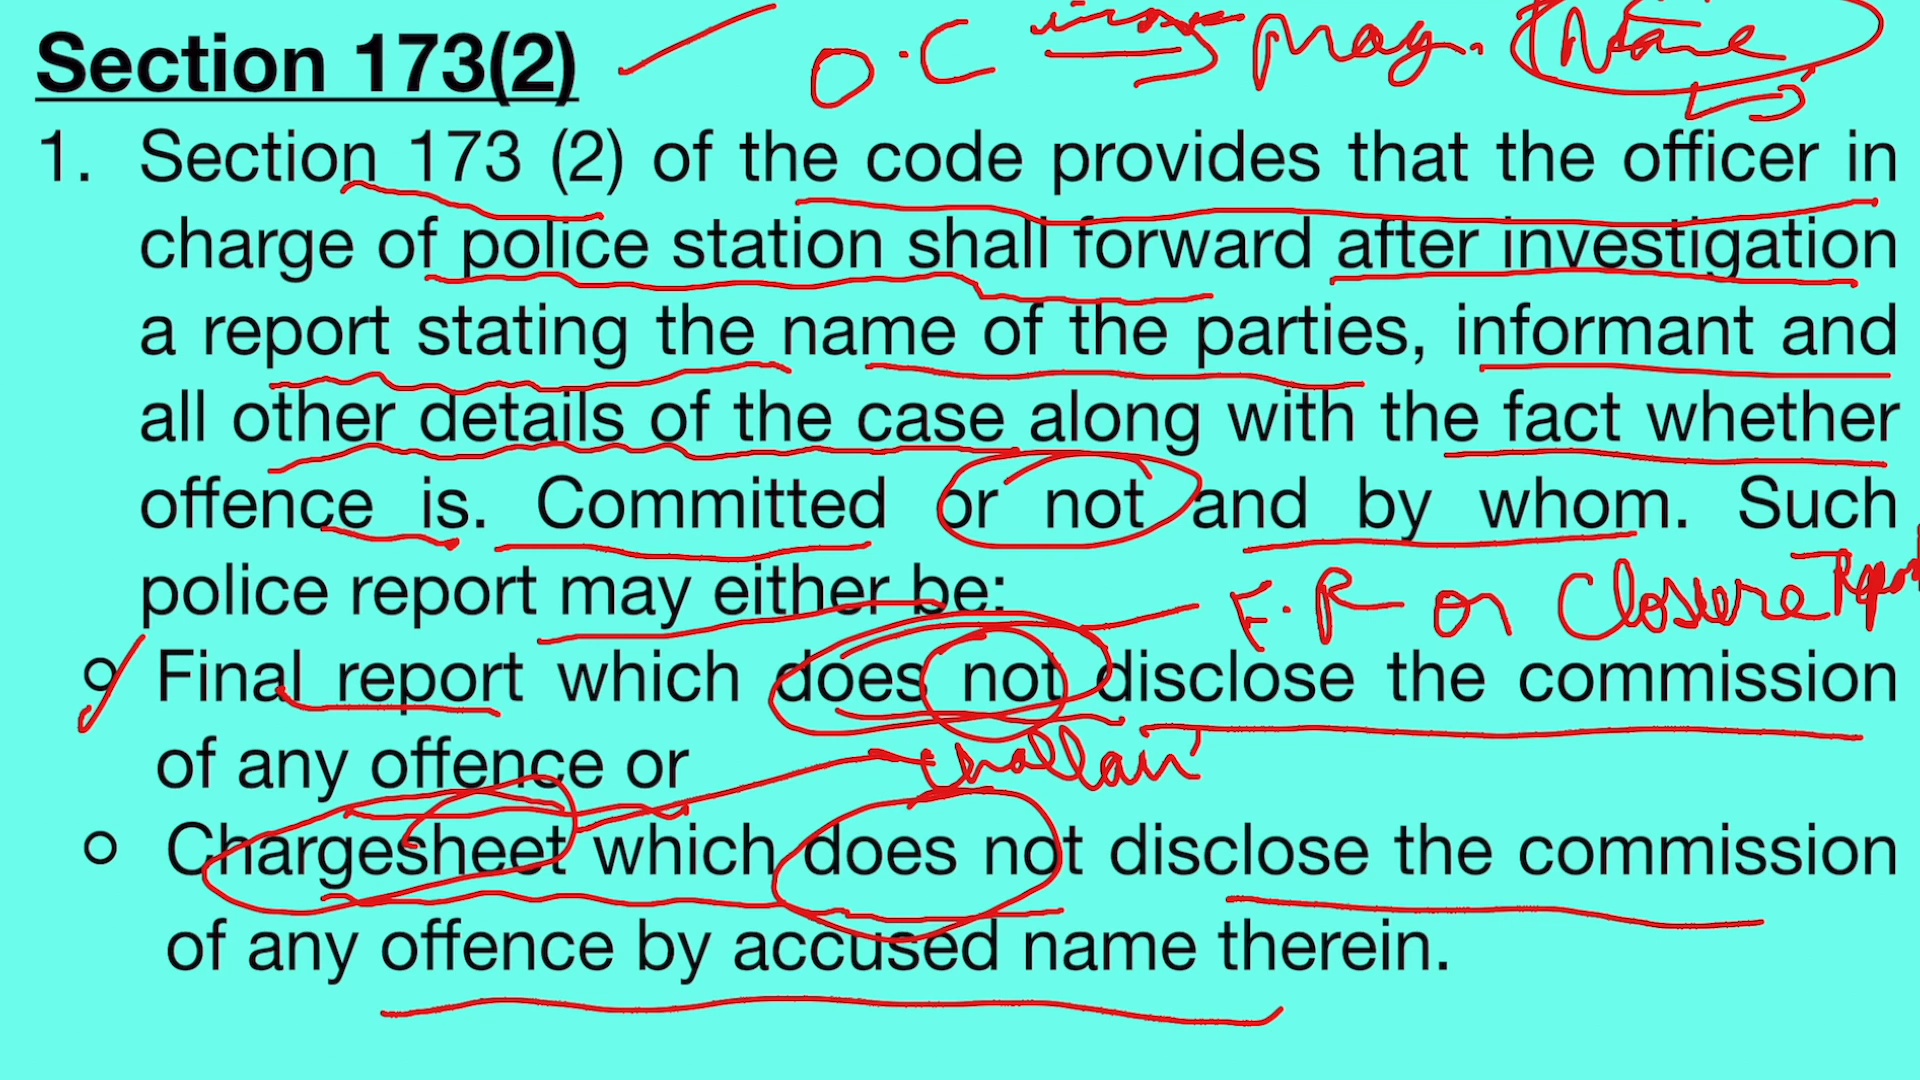 Section 173(2)
O.C → Mag. Name
1. Section 173 (2) of the code provides that the officer in
charge of police station shall forward after investigation
a report stating the name of the parties, informant and
all other details of the case along with the fact whether
offence is. Committed or not and by whom. Such
police report may either be:
F.R or Closure Report
Final report which does not disclose the commission
of any offence or
Challan
Chargesheet which does not disclose the commission
of any offence by accused name therein.